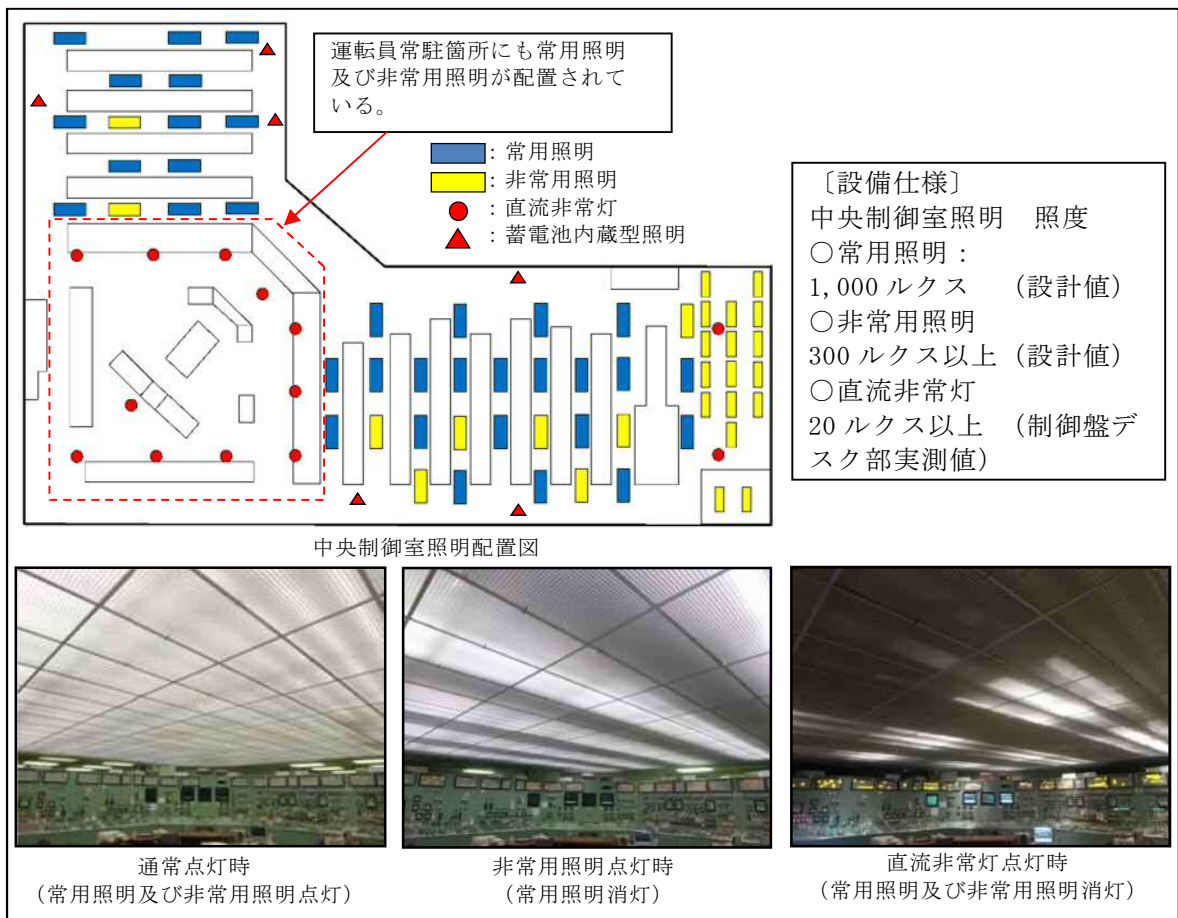 運転員常駐箇所にも常用照明
及び非常用照明が配置されて
いる。
：常用照明
：非常用照明
：直流非常灯
：蓄電池内蔵型照明
〔設備仕様〕
中央制御室照明　照度
○常用照明：
1,000 ルクス　（設計値）
○非常用照明
300 ルクス以上（設計値）
○直流非常灯
20 ルクス以上　（制御盤デ
スク部実測値）
中央制御室照明配置図
通常点灯時
（常用照明及び非常用照明点灯）
非常用照明点灯時
（常用照明消灯）
直流非常灯点灯時
（常用照明及び非常用照明消灯）